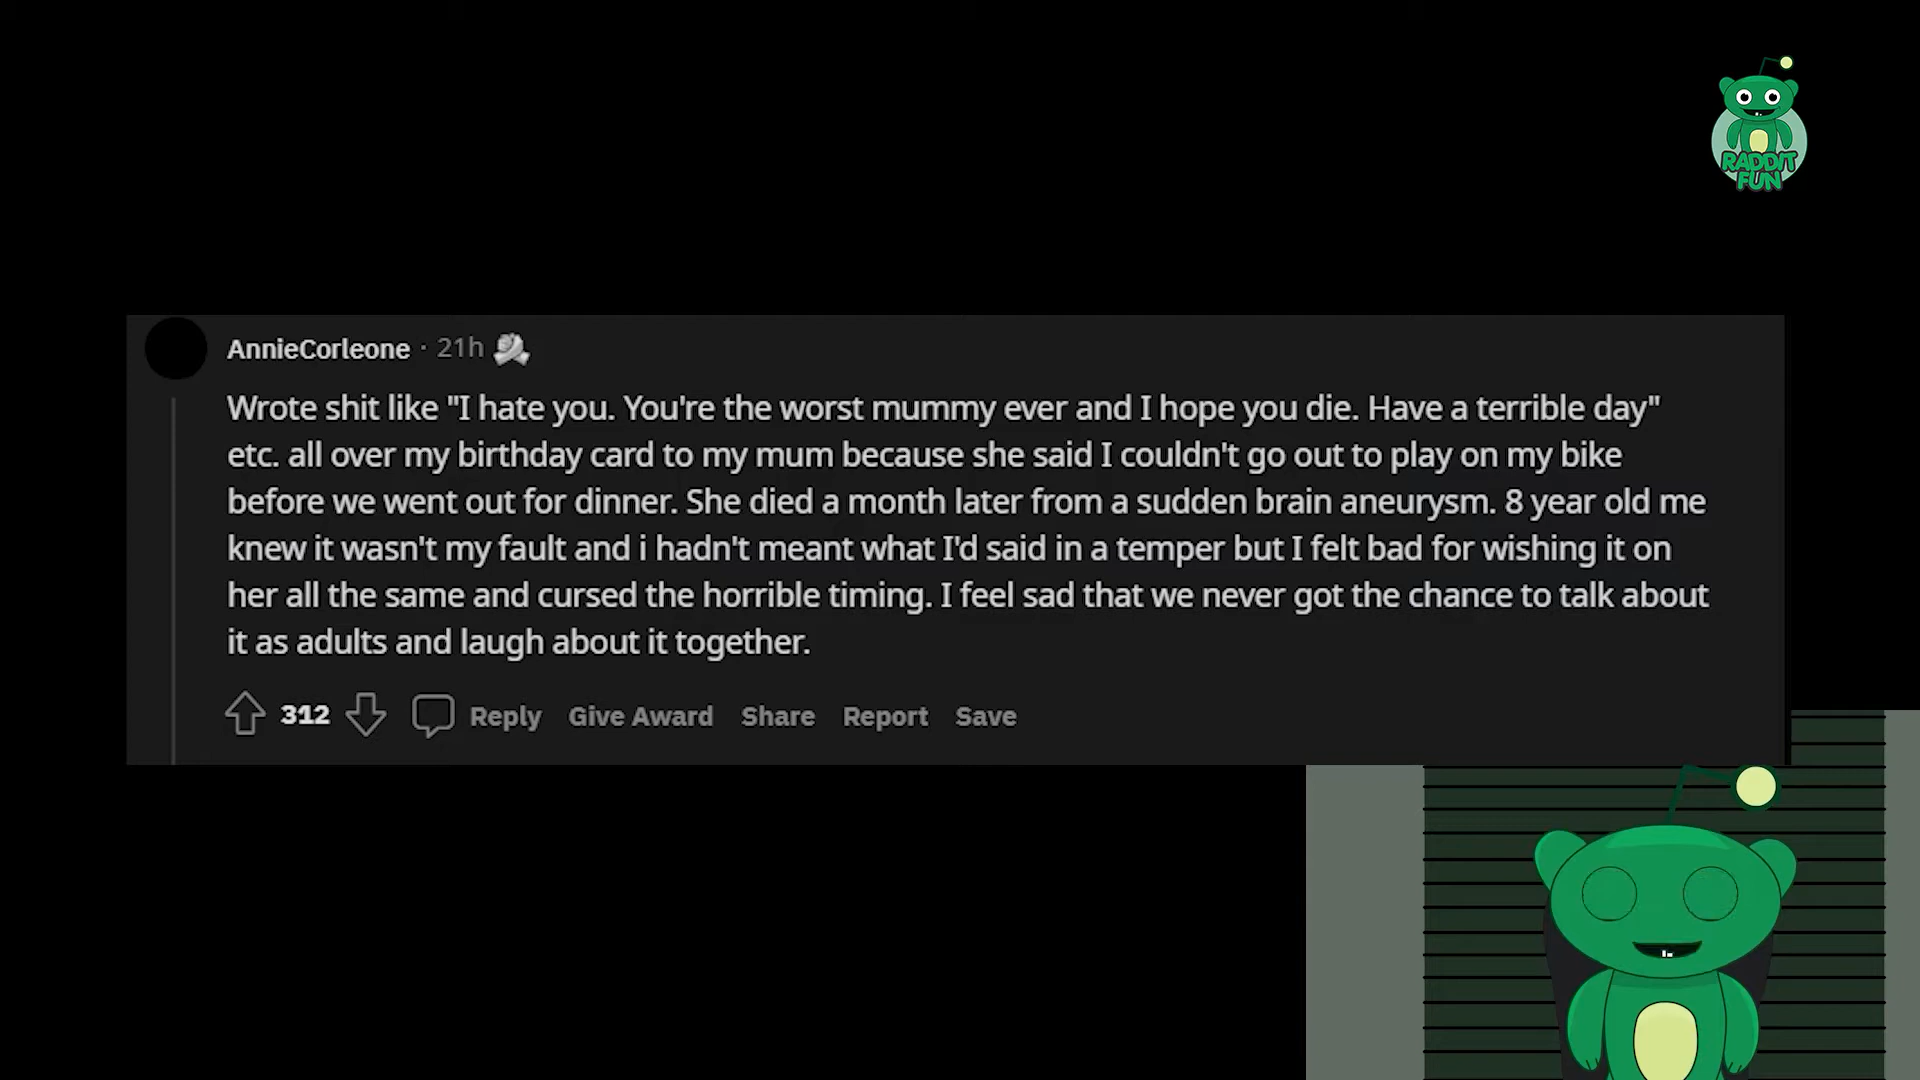 RADDIT
FUN
AnnieCorleone · 21h
Wrote shit like "I hate you. You're the worst mummy ever and I hope you die. Have a terrible day"
etc. all over my birthday card to my mum because she said I couldn't go out to play on my bike
before we went out for dinner. She died a month later from a sudden brain aneurysm. 8 year old me
knew it wasn't my fault and i hadn't meant what I'd said in a temper but I felt bad for wishing it on
her all the same and cursed the horrible timing. I feel sad that we never got the chance to talk about
it as adults and laugh about it together.
312 Reply Give Award Share Report Save